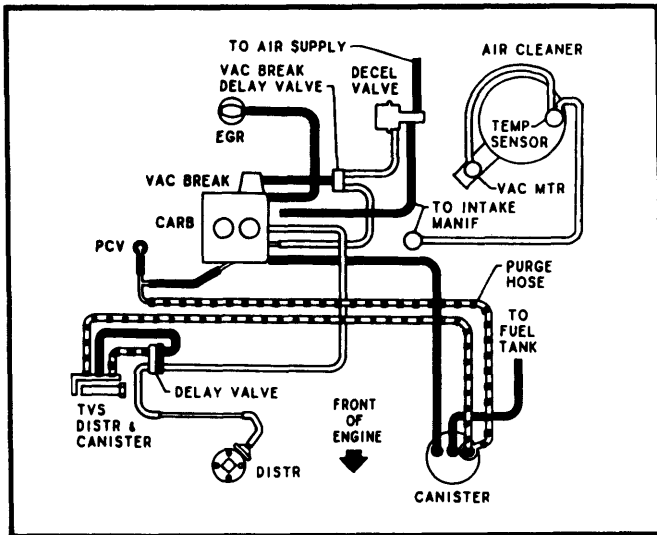 TO AIR SUPPLY
AIR CLEANER
VAC BREAK
DELAY VALVE
DECEL
VALVE
EGR
TEMP
SENSOR
VAC BREAK
VAC MTR
CARB
TO INTAKE
MANIF
PCV
PURGE
HOSE
TO
FUEL
TANK
DELAY VALVE
TVS
DISTR &
CANISTER
FRONT
OF
ENGINE
DISTR
CANISTER